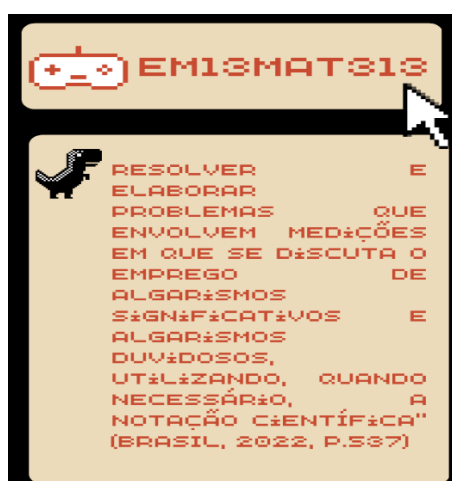 EM13MAT313
RESOLVER E
ELABORAR
PROBLEMAS QUE
ENVOLVEM MEDIÇÕES
EM QUE SE DISCUTA O
EMPREGO DE
ALGARISMOS
SIGNIFICATIVOS E
ALGARISMOS
DUVIDOSOS,
UTILIZANDO, QUANDO
NECESSÁRIO, A
NOTAÇÃO CIENTÍFICA"
(BRASIL, 2022, P.537)